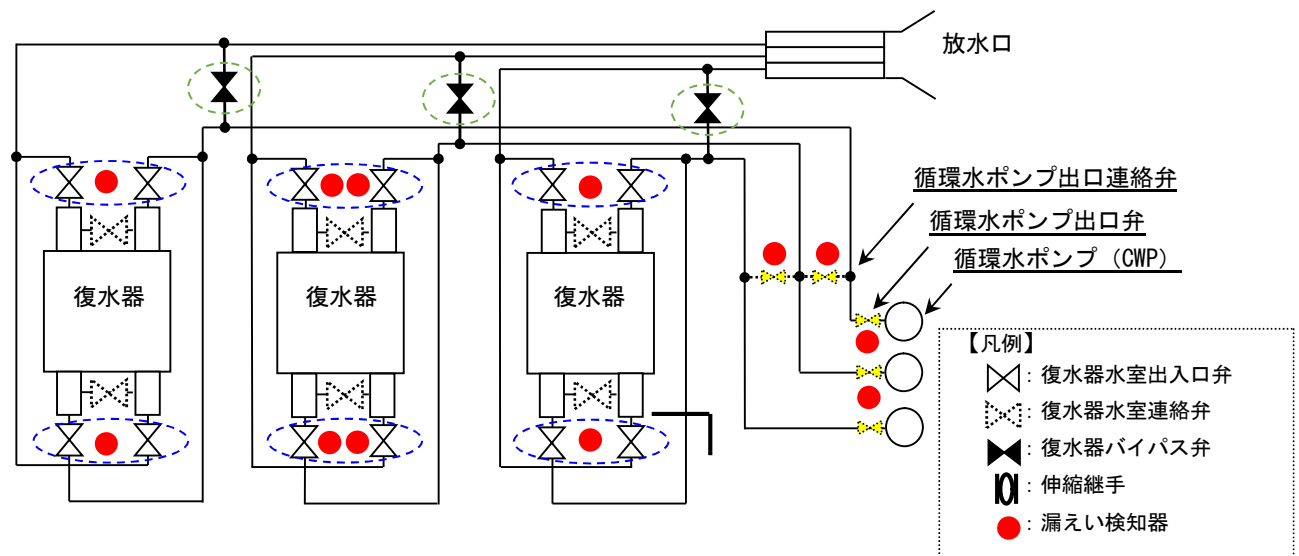 放水口
循環水ポンプ出口連絡弁
循環水ポンプ出口弁
循環水ポンプ（CWP）
復水器
復水器
復水器
【凡例】
：復水器水室出入口弁
：復水器水室連絡弁
：復水器バイパス弁
：伸縮継手
：漏えい検知器